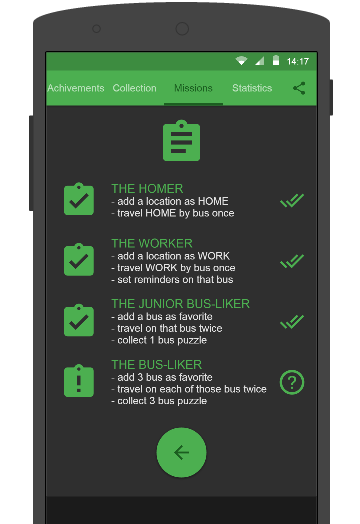 14:17
Achivements Collection Missions Statistics
THE HOMER
- add a location as HOME
- travel HOME by bus once
THE WORKER
- add a location as WORK
- travel WORK by bus once
- set reminders on that bus
THE JUNIOR BUS-LIKER
- add a bus as favorite
- travel on that bus twice
- collect 1 bus puzzle
THE BUS-LIKER
- add 3 bus as favorite
- travel on each of those bus twice
- collect 3 bus puzzle